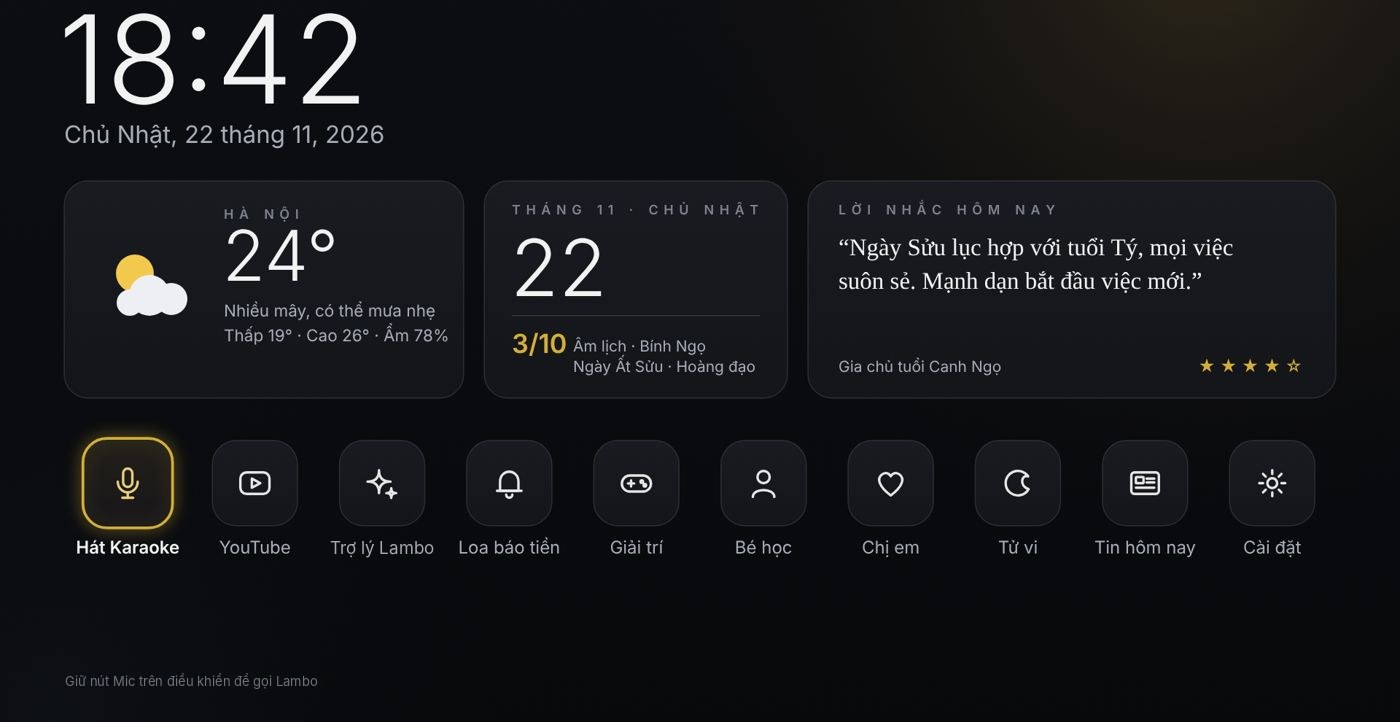 18:42
Chủ Nhật, 22 tháng 11, 2026
HÀ NỘI
24°
Nhiều mây, có thể mưa nhẹ
Thấp 19° · Cao 26° · Ẩm 78%
THÁNG 11 · CHỦ NHẬT
22
3/10 Âm lịch · Bính Ngọ
Ngày Ất Sửu · Hoàng đạo
LỜI NHẮC HÔM NAY
“Ngày Sửu lục hợp với tuổi Tý, mọi việc
suôn sẻ. Mạnh dạn bắt đầu việc mới.”
Gia chủ tuổi Canh Ngọ ★★★★☆
Hát Karaoke
YouTube
Trợ lý Lambo
Loa báo tiền
Giải trí
Bé học
Chị em
Tử vi
Tin hôm nay
Cài đặt
Giữ nút Mic trên điều khiển để gọi Lambo